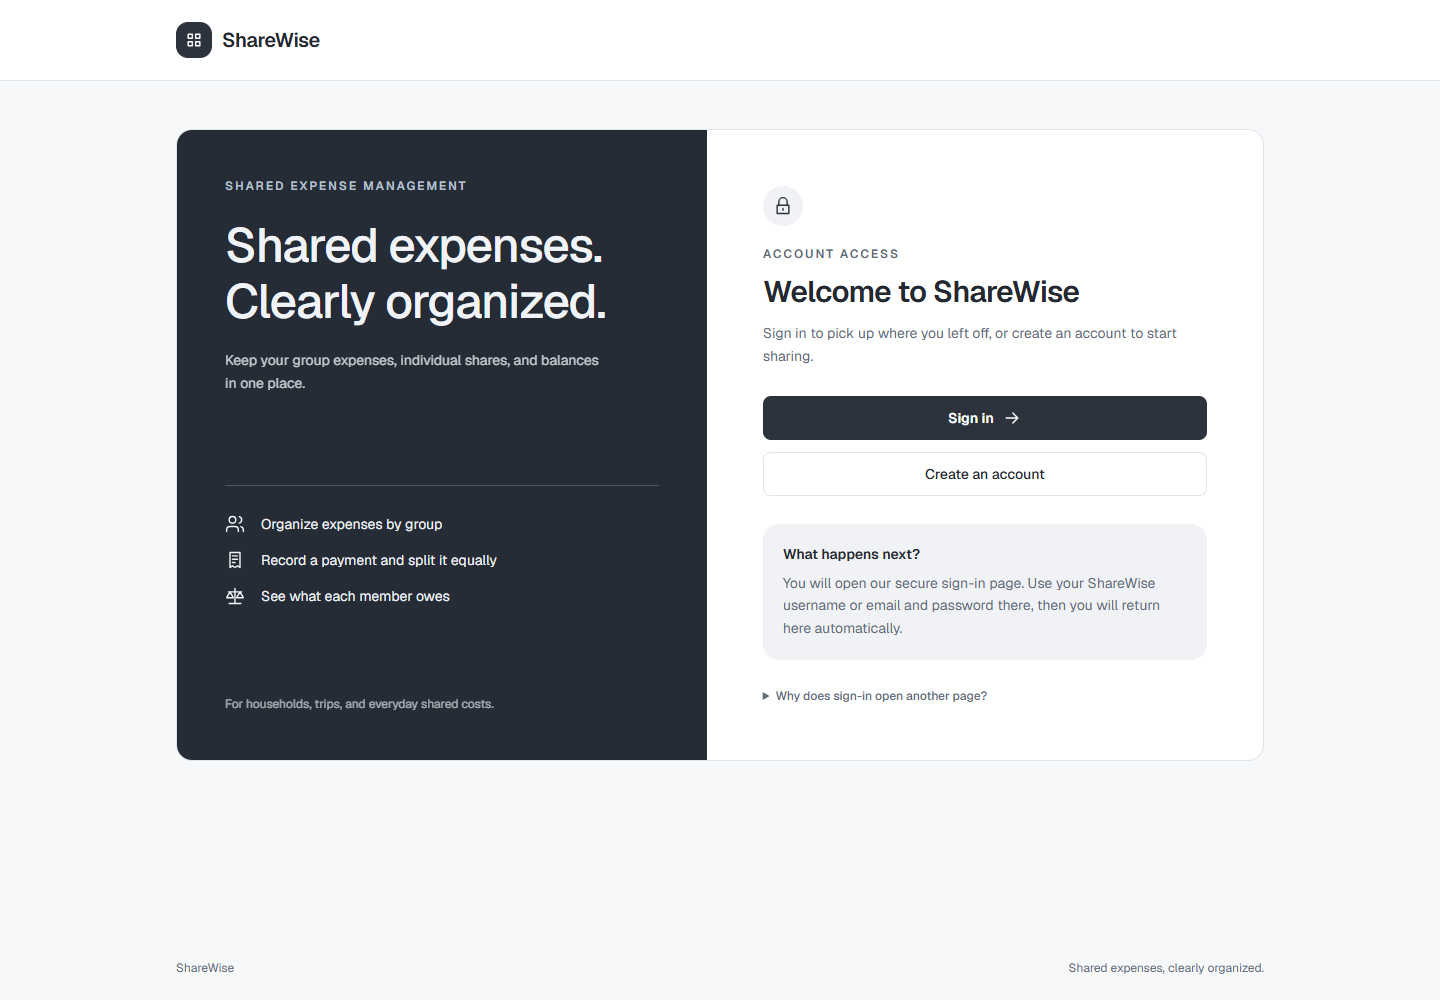 ShareWise
SHARED EXPENSE MANAGEMENT
Shared expenses.
Clearly organized.
Keep your group expenses, individual shares, and balances
in one place.
Organize expenses by group
Record a payment and split it equally
See what each member owes
For households, trips, and everyday shared costs.
ACCOUNT ACCESS
Welcome to ShareWise
Sign in to pick up where you left off, or create an account to start
sharing.
Sign in
Create an account
What happens next?
You will open our secure sign-in page. Use your ShareWise
username or email and password there, then you will return
here automatically.
Why does sign-in open another page?
ShareWise
Shared expenses, clearly organized.